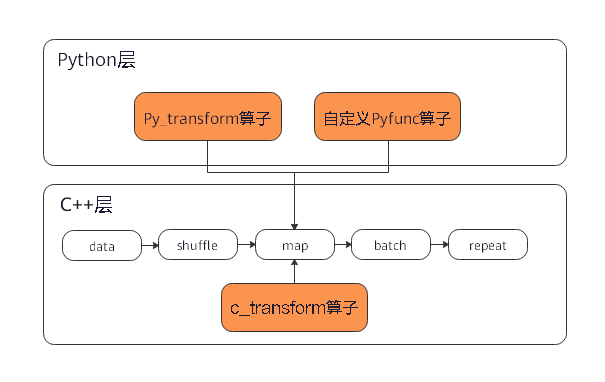 Python层
Py_transform算子
自定义Pyfunc算子
C++层
data
shuffle
map
batch
repeat
c_transform算子